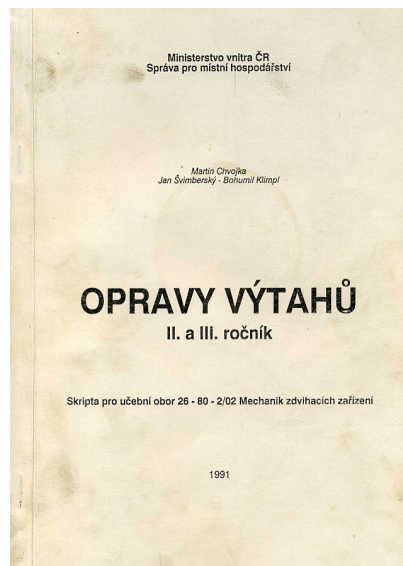 Ministerstvo vnitra ČR
Správa pro místní hospodářství
Martin Chvojka
Jan Švimberský - Bohumil Klimpl
OPRAVY VÝTAHŮ
II. a III. ročník
Skripta pro učební obor 26 - 80 - 2/02 Mechanik zdvihacích zařízení
1991